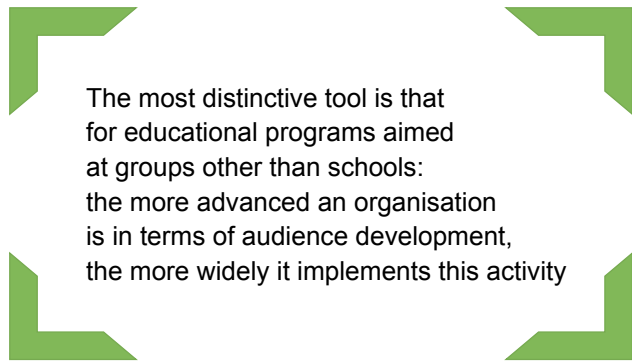 The most distinctive tool is that
for educational programs aimed
at groups other than schools:
the more advanced an organisation
is in terms of audience development,
the more widely it implements this activity